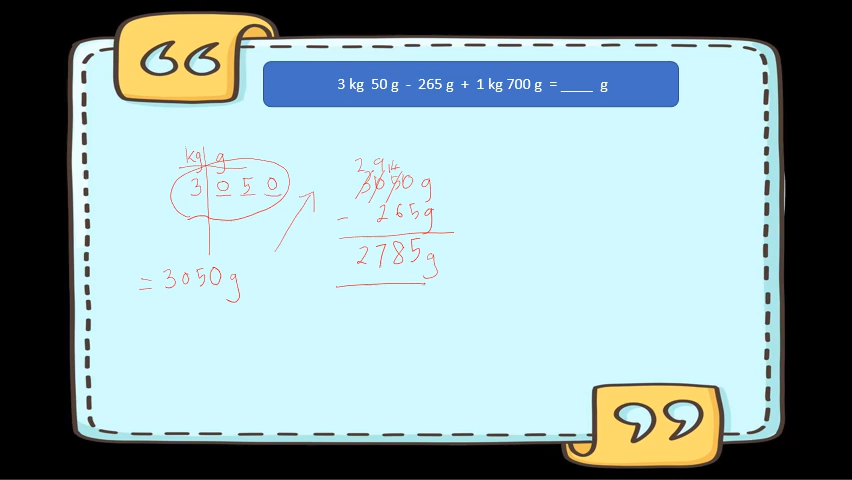 3 kg 50 g - 265 g + 1 kg 700 g = ____ g
kg g
3 0 5 0
= 3050 g
2 9 14
3050 g
- 265 g
2785 g